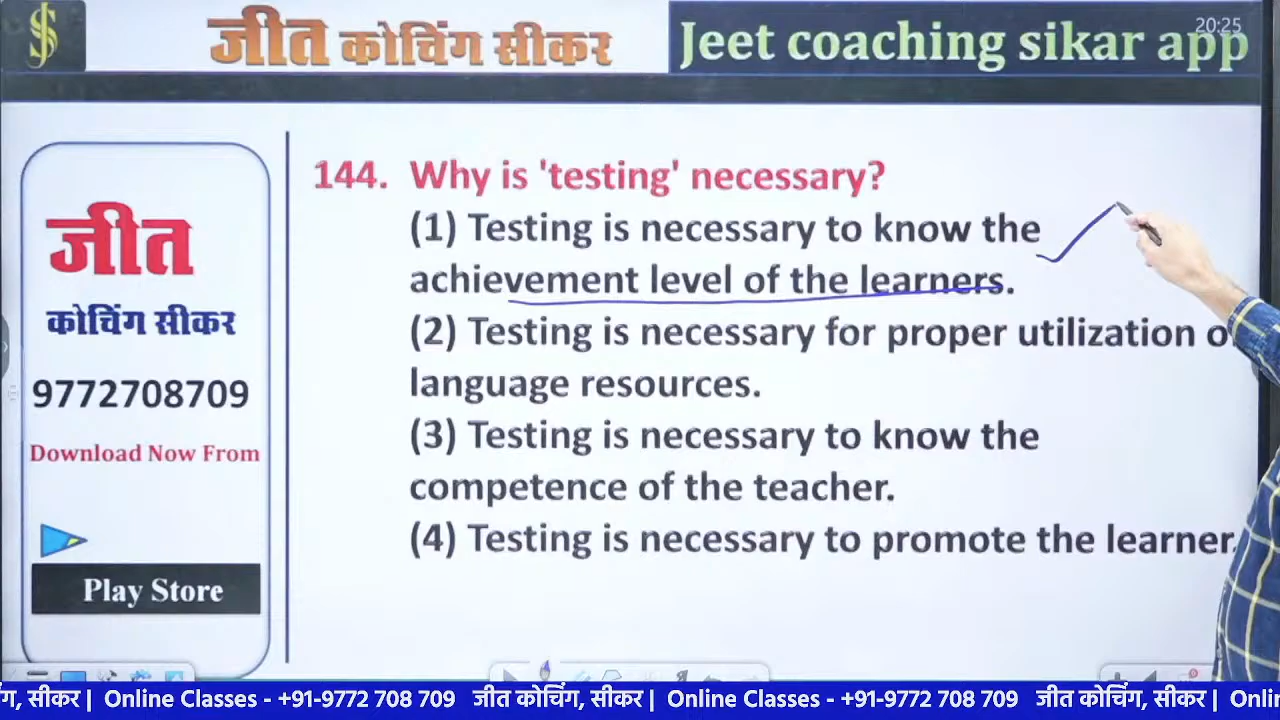 जीत कोचिंग सीकर
Jeet coaching sikar app
20:25
जीत
कोचिंग सीकर
9772708709
Download Now From
Play Store
144. Why is 'testing' necessary?
(1) Testing is necessary to know the
achievement level of the learners.
(2) Testing is necessary for proper utilization
language resources.
(3) Testing is necessary to know the
competence of the teacher.
(4) Testing is necessary to promote the learner.
सीकर | Online Classes - +91-9772 708 709 जीत कोचिंग, सीकर | Online Classes - +91-9772 708 709 जीत कोचिंग, सीकर |